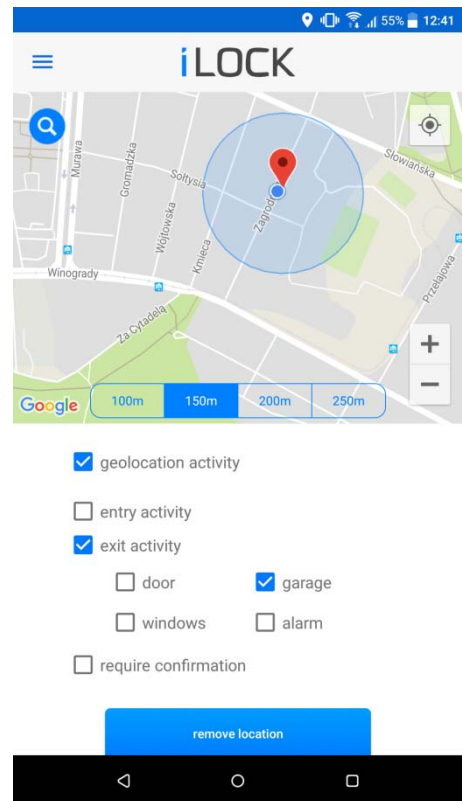 55% 12:41
iLOCK
Murawa
Gromadzka
Sołtysia
Słowiańska
Wójtowska
Kmieca
Winogrady
Za Cytadelą
Przełajowa
Google
100m 150m 200m 250m
geolocation activity
entry activity
exit activity
door garage
windows alarm
require confirmation
remove location